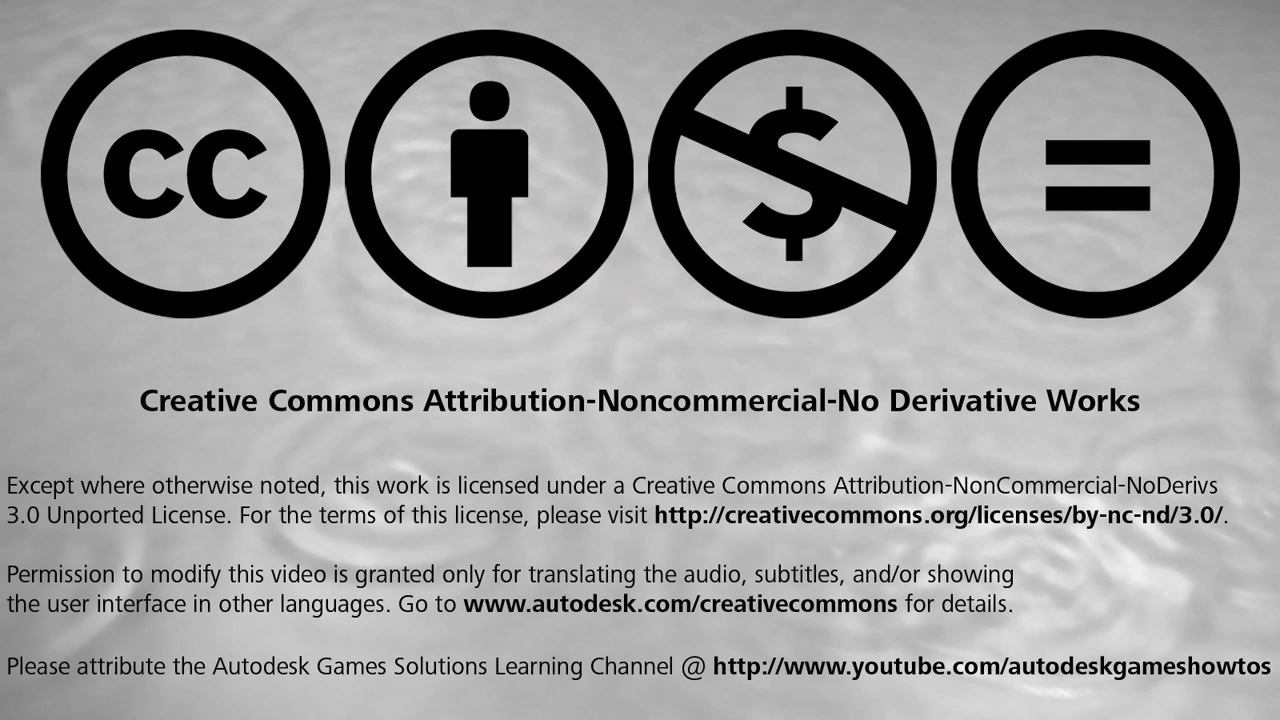 cc $ =
Creative Commons Attribution-Noncommercial-No Derivative Works
Except where otherwise noted, this work is licensed under a Creative Commons Attribution-NonCommercial-NoDerivs
3.0 Unported License. For the terms of this license, please visit http://creativecommons.org/licenses/by-nc-nd/3.0/.
Permission to modify this video is granted only for translating the audio, subtitles, and/or showing
the user interface in other languages. Go to www.autodesk.com/creativecommons for details.
Please attribute the Autodesk Games Solutions Learning Channel @ http://www.youtube.com/autodeskgameshowtos